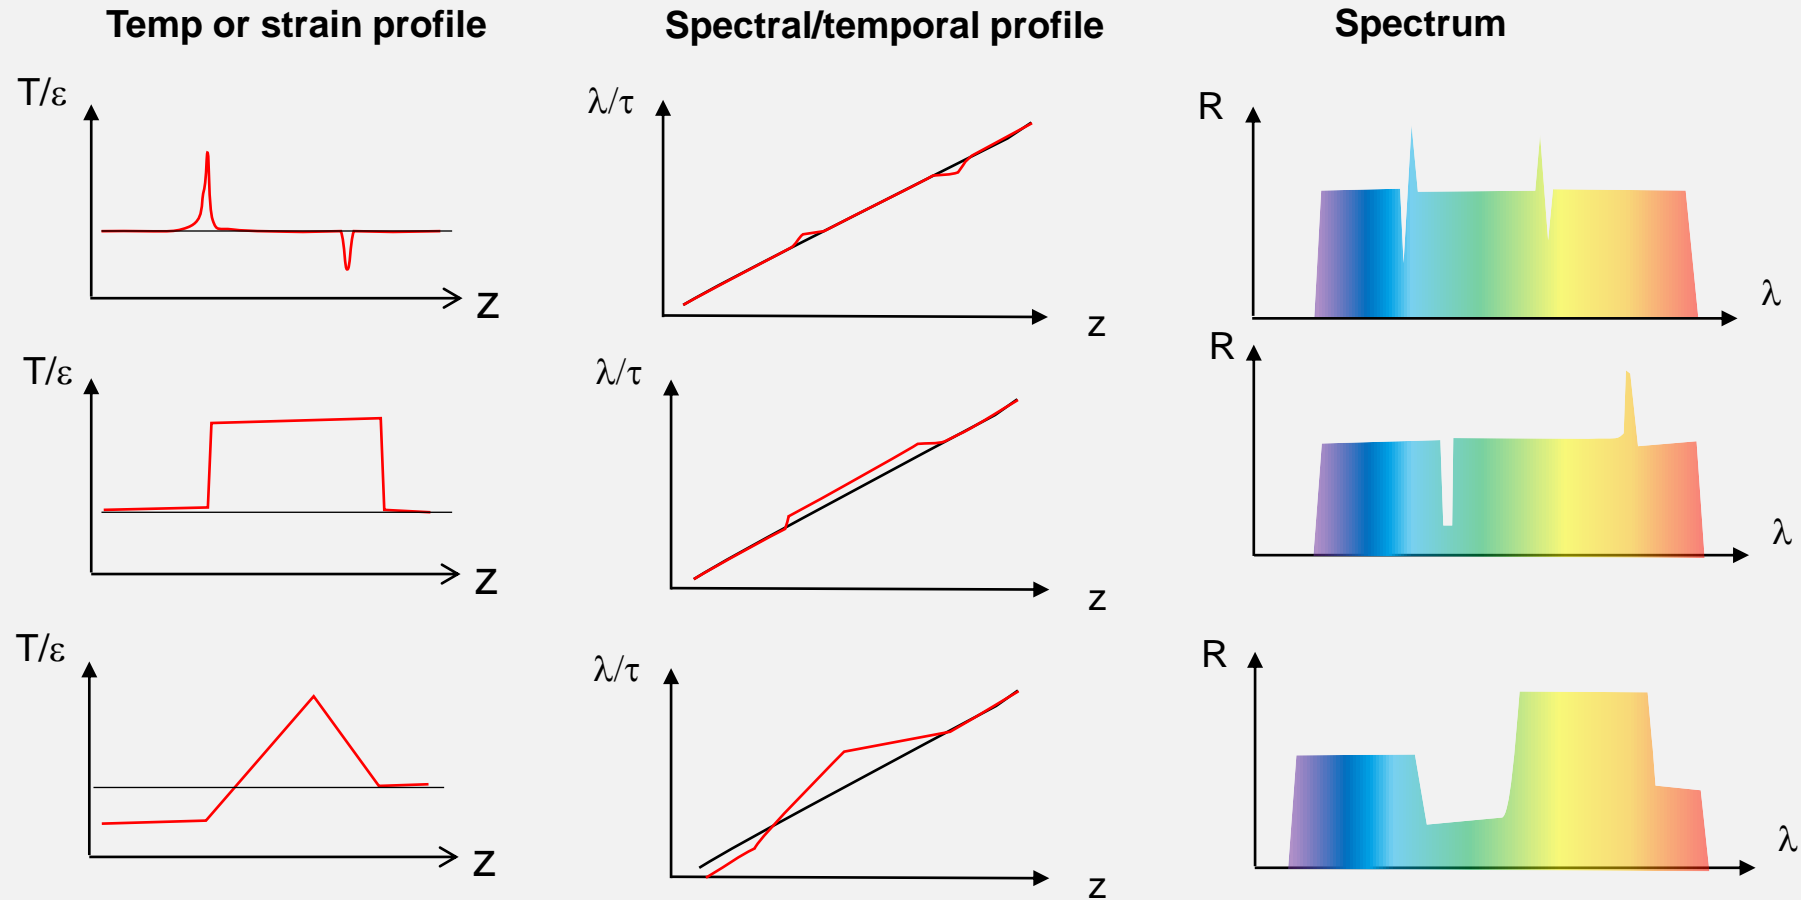 Temp or strain profile
Spectral/temporal profile
Spectrum
T/ε
λ/τ
R
z
z
λ
T/ε
λ/τ
R
z
z
λ
T/ε
λ/τ
R
z
z
λ